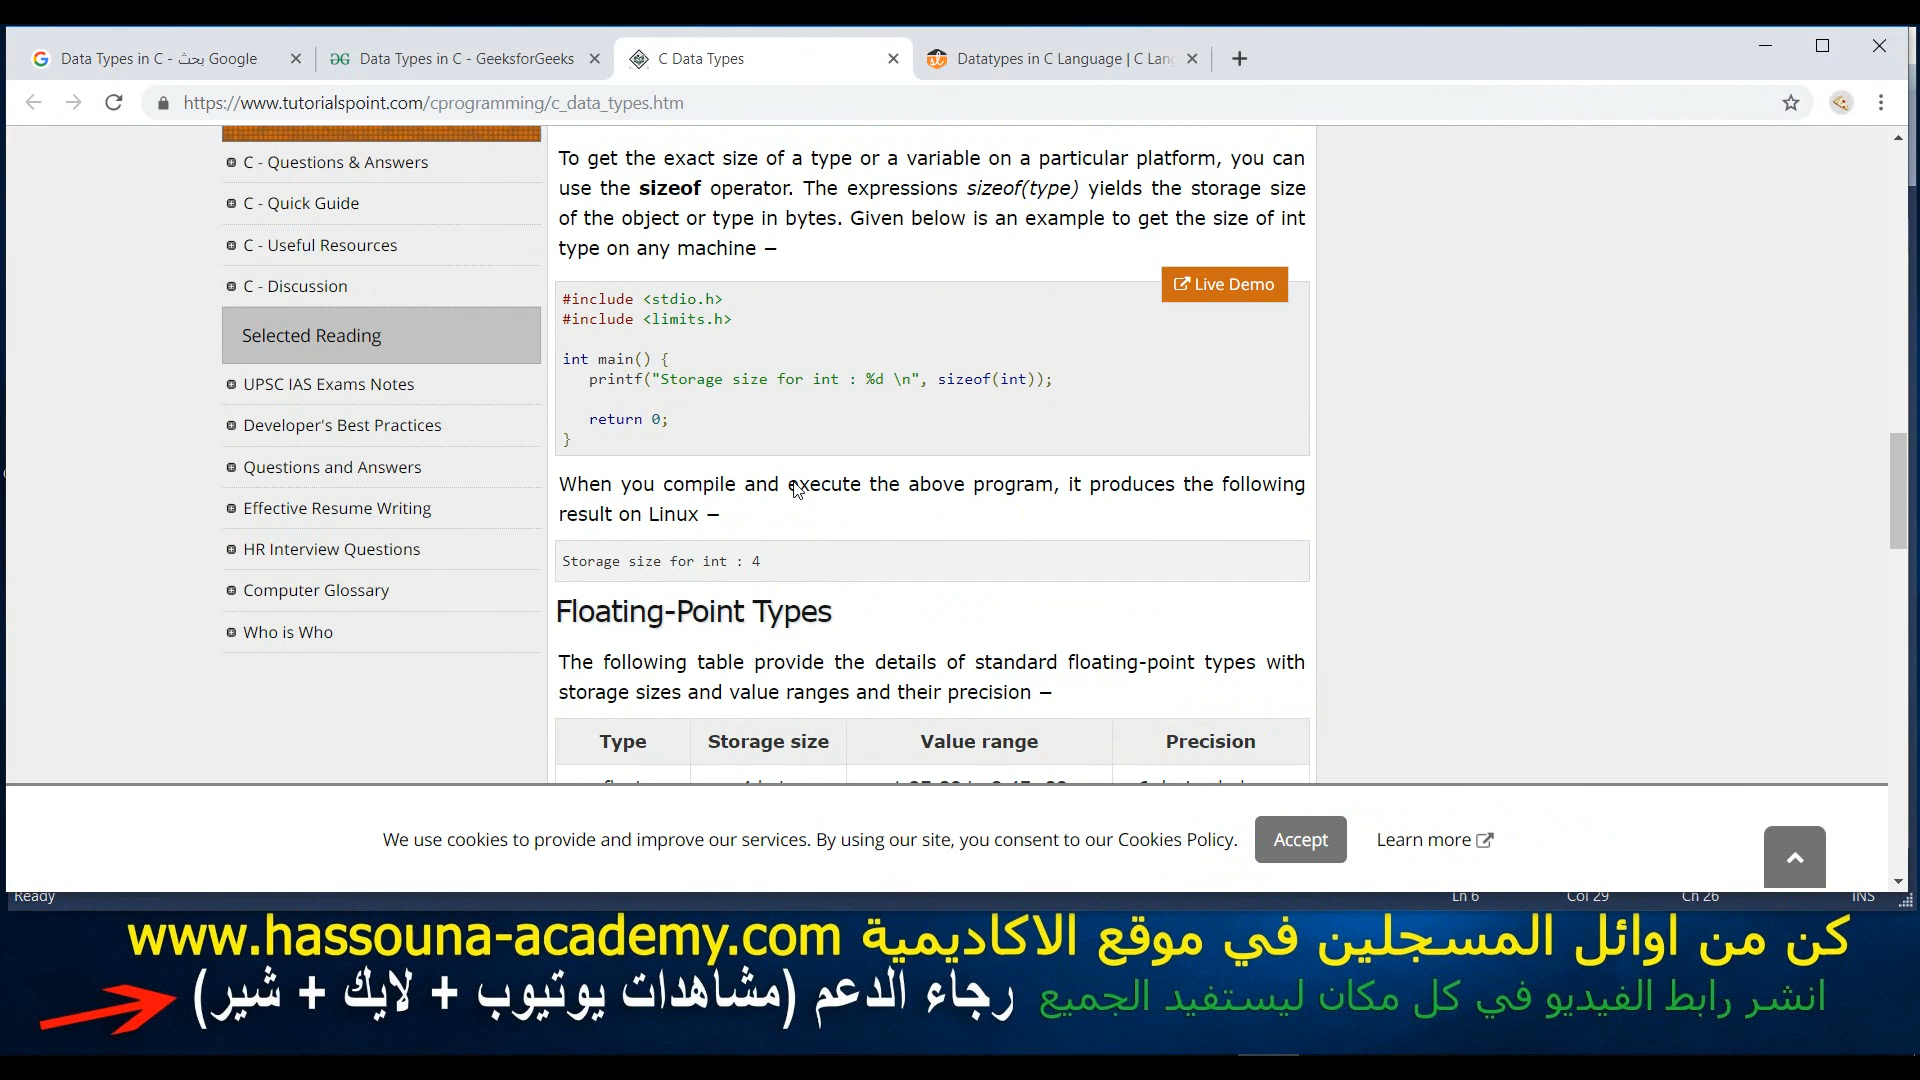 Data Types in C - بحث Google
Data Types in C - GeeksforGeeks
C Data Types
Datatypes in C Language | C Lan
https://www.tutorialspoint.com/cprogramming/c_data_types.htm
C - Questions & Answers
C - Quick Guide
C - Useful Resources
C - Discussion
Selected Reading
UPSC IAS Exams Notes
Developer's Best Practices
Questions and Answers
Effective Resume Writing
HR Interview Questions
Computer Glossary
Who is Who
To get the exact size of a type or a variable on a particular platform, you can
use the sizeof operator. The expressions sizeof(type) yields the storage size
of the object or type in bytes. Given below is an example to get the size of int
type on any machine −
Live Demo
#include <stdio.h>
#include <limits.h>
int main() {
printf("Storage size for int : %d \n", sizeof(int));
return 0;
}
When you compile and execute the above program, it produces the following
result on Linux −
Storage size for int : 4
Floating-Point Types
The following table provide the details of standard floating-point types with
storage sizes and value ranges and their precision −
Type Storage size Value range Precision
We use cookies to provide and improve our services. By using our site, you consent to our Cookies Policy. Accept Learn more
Ready Ln 6 Col 29 Ch 26 INS
كن من اوائل المسجلين في موقع الاكاديمية www.hassouna-academy.com
انشر رابط الفيديو في كل مكان ليستفيد الجميع رجاء الدعم (مشاهدات يوتيوب + لايك + شير)